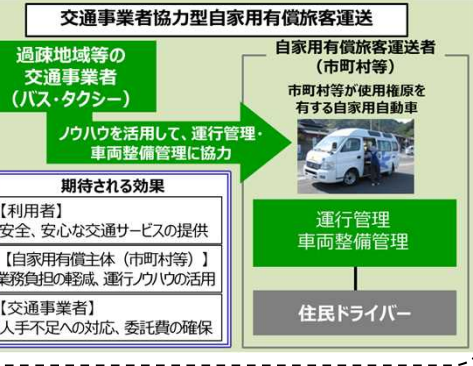 交通事業者協力型自家用有償旅客運送
過疎地域等の
交通事業者
（バス・タクシー）
ノウハウを活用して、運行管理・
車両整備管理に協力
自家用有償旅客運送者
（市町村等）
市町村等が使用権原を
有する自家用自動車
運行管理
車両整備管理
住民ドライバー
期待される効果
【利用者】
安全、安心な交通サービスの提供
【自家用有償主体（市町村等）】
業務負担の軽減、運行ノウハウの活用
【交通事業者】
人手不足への対応、委託費の確保